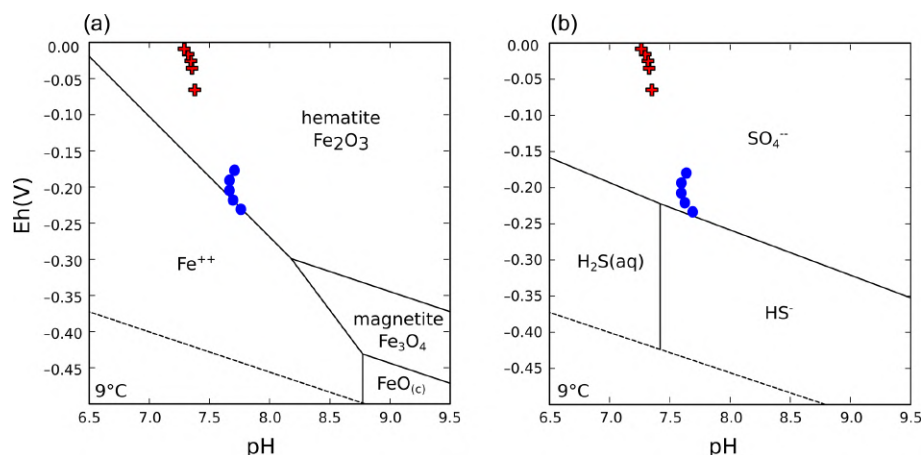 (a)
Eh(V)
0.00
−0.05
−0.10
−0.15
−0.20
−0.25
−0.30
−0.35
−0.40
−0.45
hematite
Fe2O3
Fe++
magnetite
Fe3O4
FeO(c)
9°C
6.5 7.0 7.5 8.0 8.5 9.0 9.5
pH
(b)
0.00
−0.05
−0.10
−0.15
−0.20
−0.25
−0.30
−0.35
−0.40
−0.45
SO4--
H2S(aq)
HS-
9°C
6.5 7.0 7.5 8.0 8.5 9.0 9.5
pH